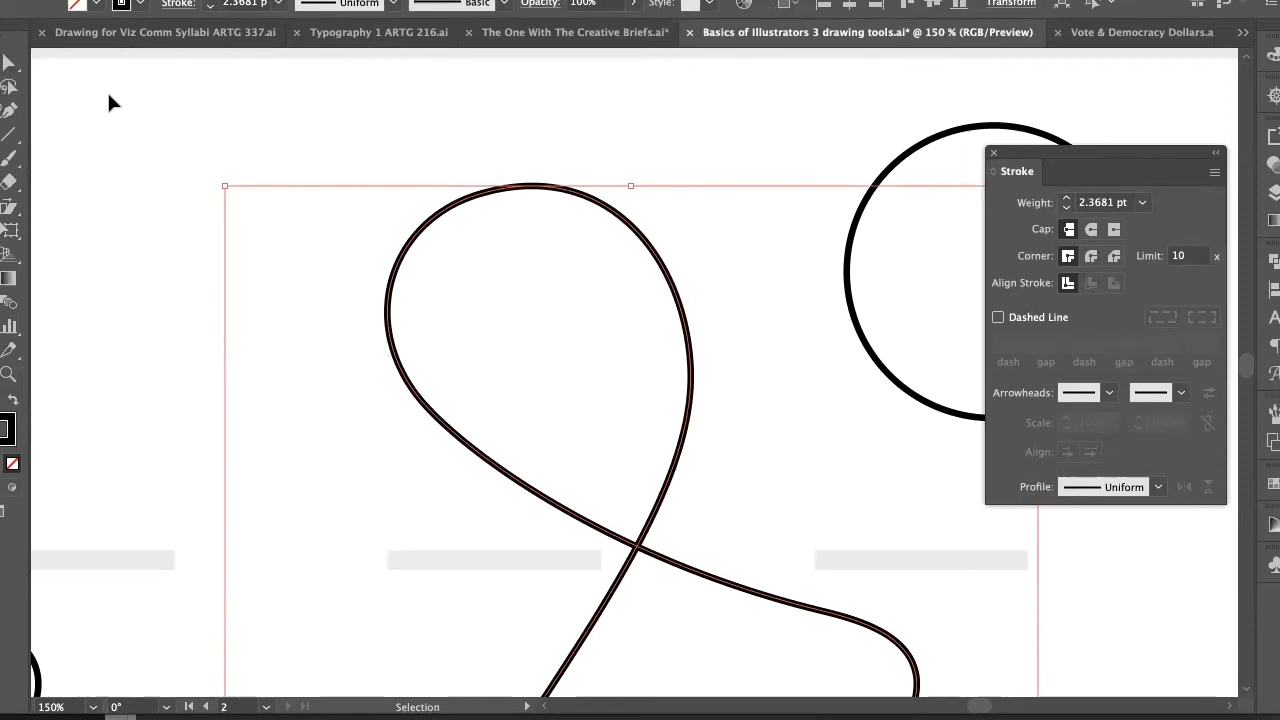 Stroke: 2.3681 p Uniform Basic Opacity: 100% Style: Transform
Drawing for Viz Comm Syllabi ARTG 337.ai Typography 1 ARTG 216.ai The One With The Creative Briefs.ai* Basics of Illustrators 3 drawing tools.ai* @ 150 % (RGB/Preview) Vote & Democracy Dollars.a
Stroke
Weight: 2.3681 pt
Cap:
Corner: Limit: 10 x
Align Stroke:
Dashed Line
dash gap dash gap dash gap
Arrowheads:
Scale:
Align:
Profile: Uniform
150% 0° 2 Selection